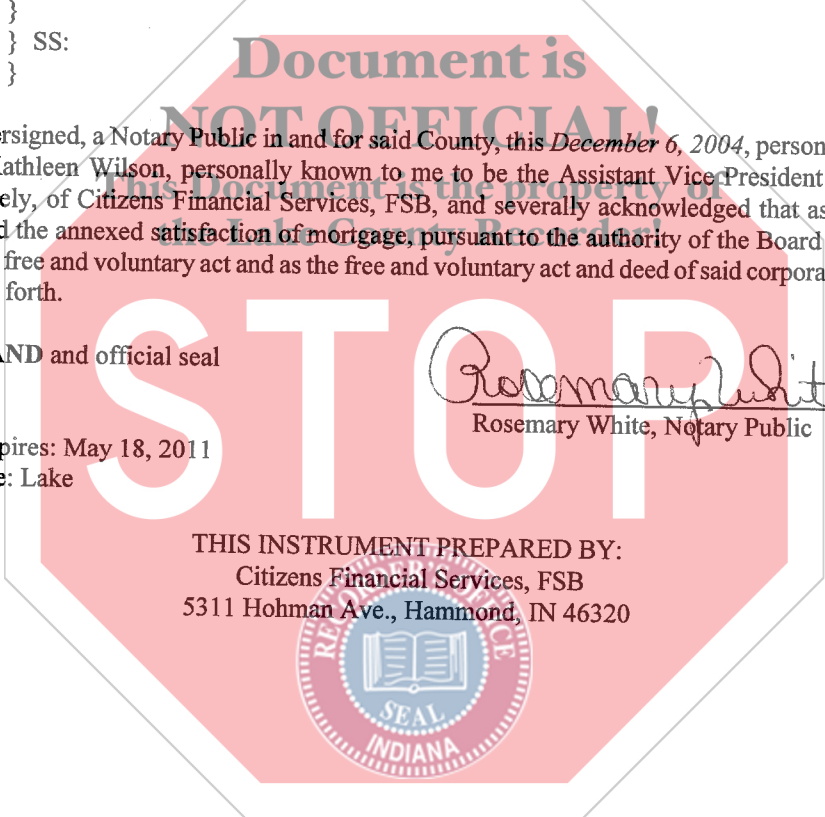 }
} SS:
}
Document is
NOT OFFICIAL!
This Document is the property of
the Lake County Recorder!
STOP
ersigned, a Notary Public in and for said County, this December 6, 2004, person
Kathleen Wilson, personally known to me to be the Assistant Vice President
ely, of Citizens Financial Services, FSB, and severally acknowledged that as
d the annexed satisfaction of mortgage, pursuant to the authority of the Board
free and voluntary act and as the free and voluntary act and deed of said corpora
forth.
AND and official seal
Rosemary Whit
Rosemary White, Notary Public
pires: May 18, 2011
e: Lake
THIS INSTRUMENT PREPARED BY:
Citizens Financial Services, FSB
5311 Hohman Ave., Hammond, IN 46320
SEAL
INDIANA